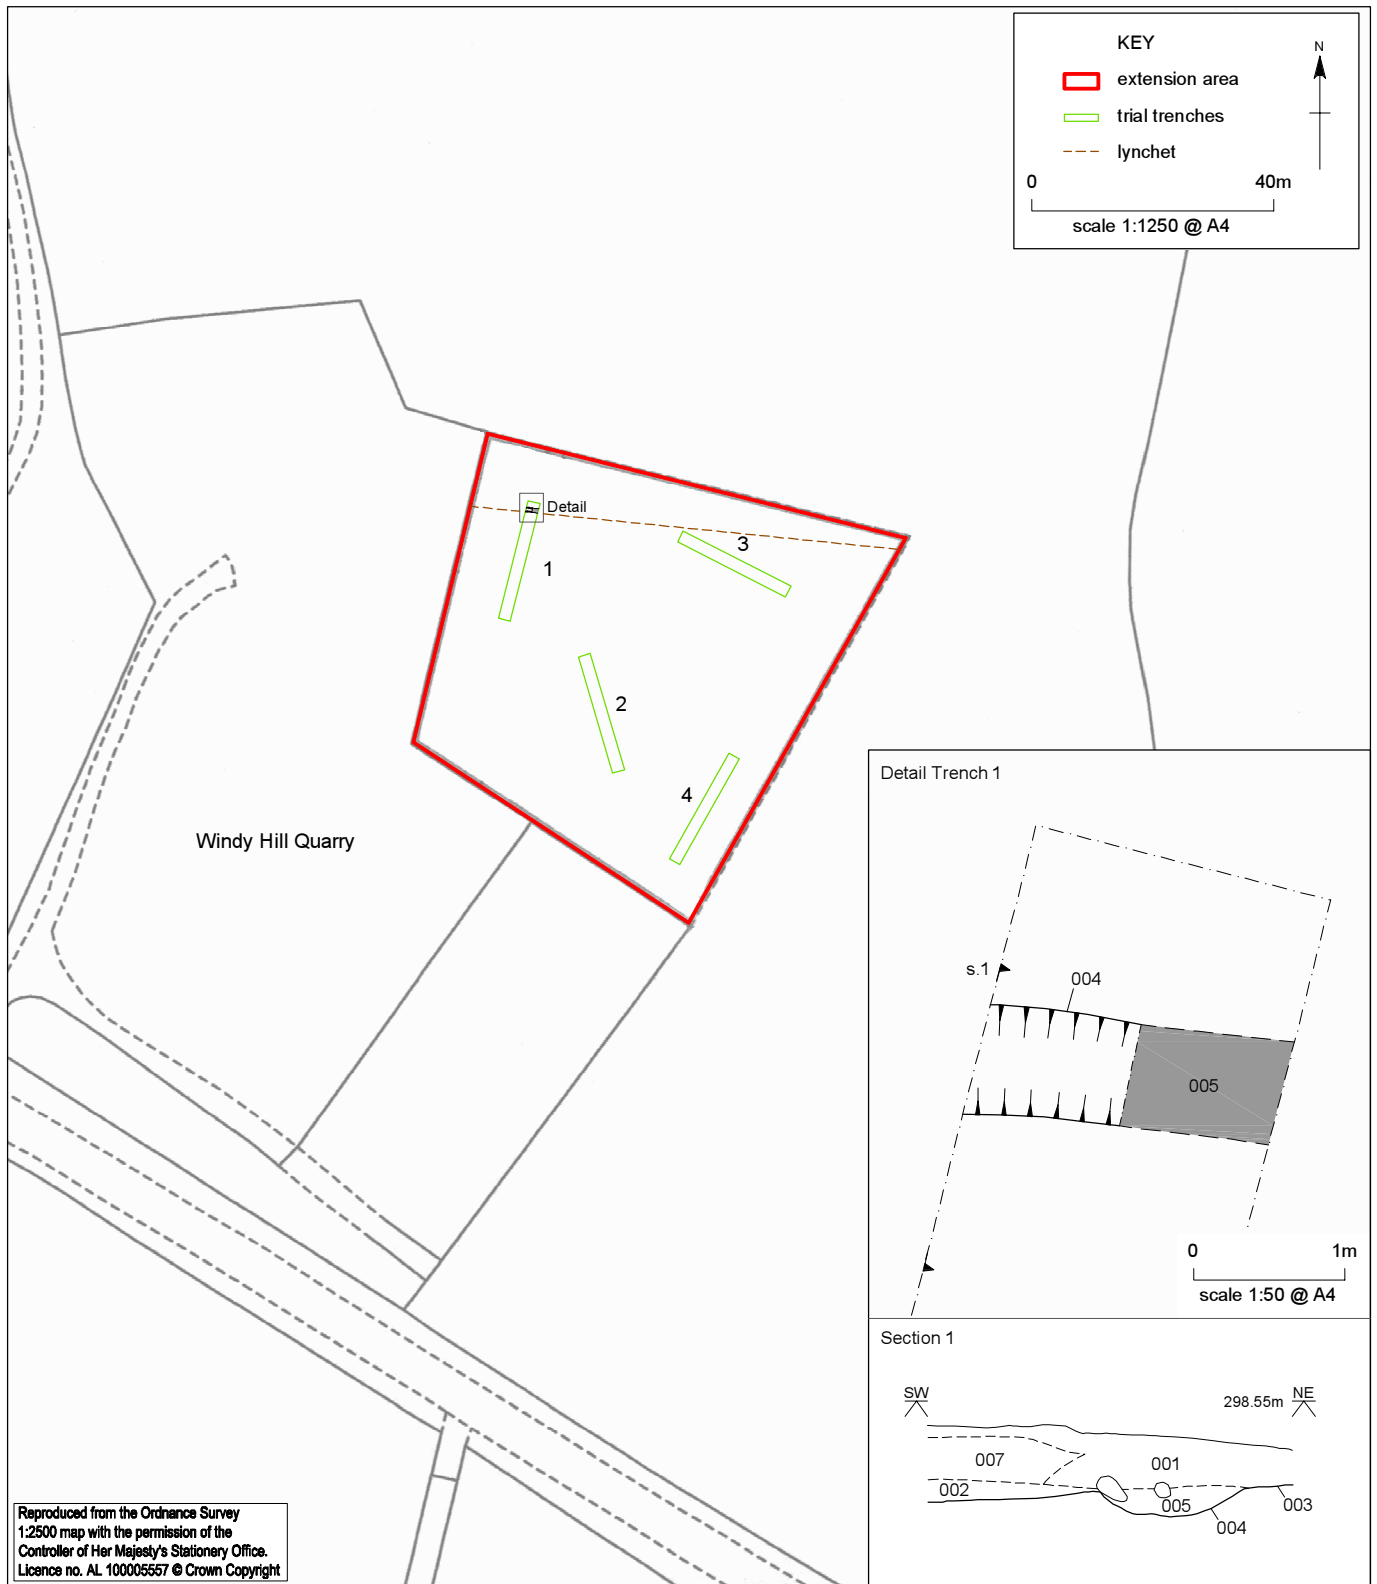 KEY
N
extension area
trial trenches
lynchet
0 40m
scale 1:1250 @ A4
Detail
1
3
2
4
Windy Hill Quarry
Detail Trench 1
s.1
004
005
0 1m
scale 1:50 @ A4
Section 1
SW
298.55m NE
007
001
002
005
003
004
Reproduced from the Ordnance Survey
1:2500 map with the permission of the
Controller of Her Majesty's Stationery Office.
Licence no. AL 100005557 © Crown Copyright